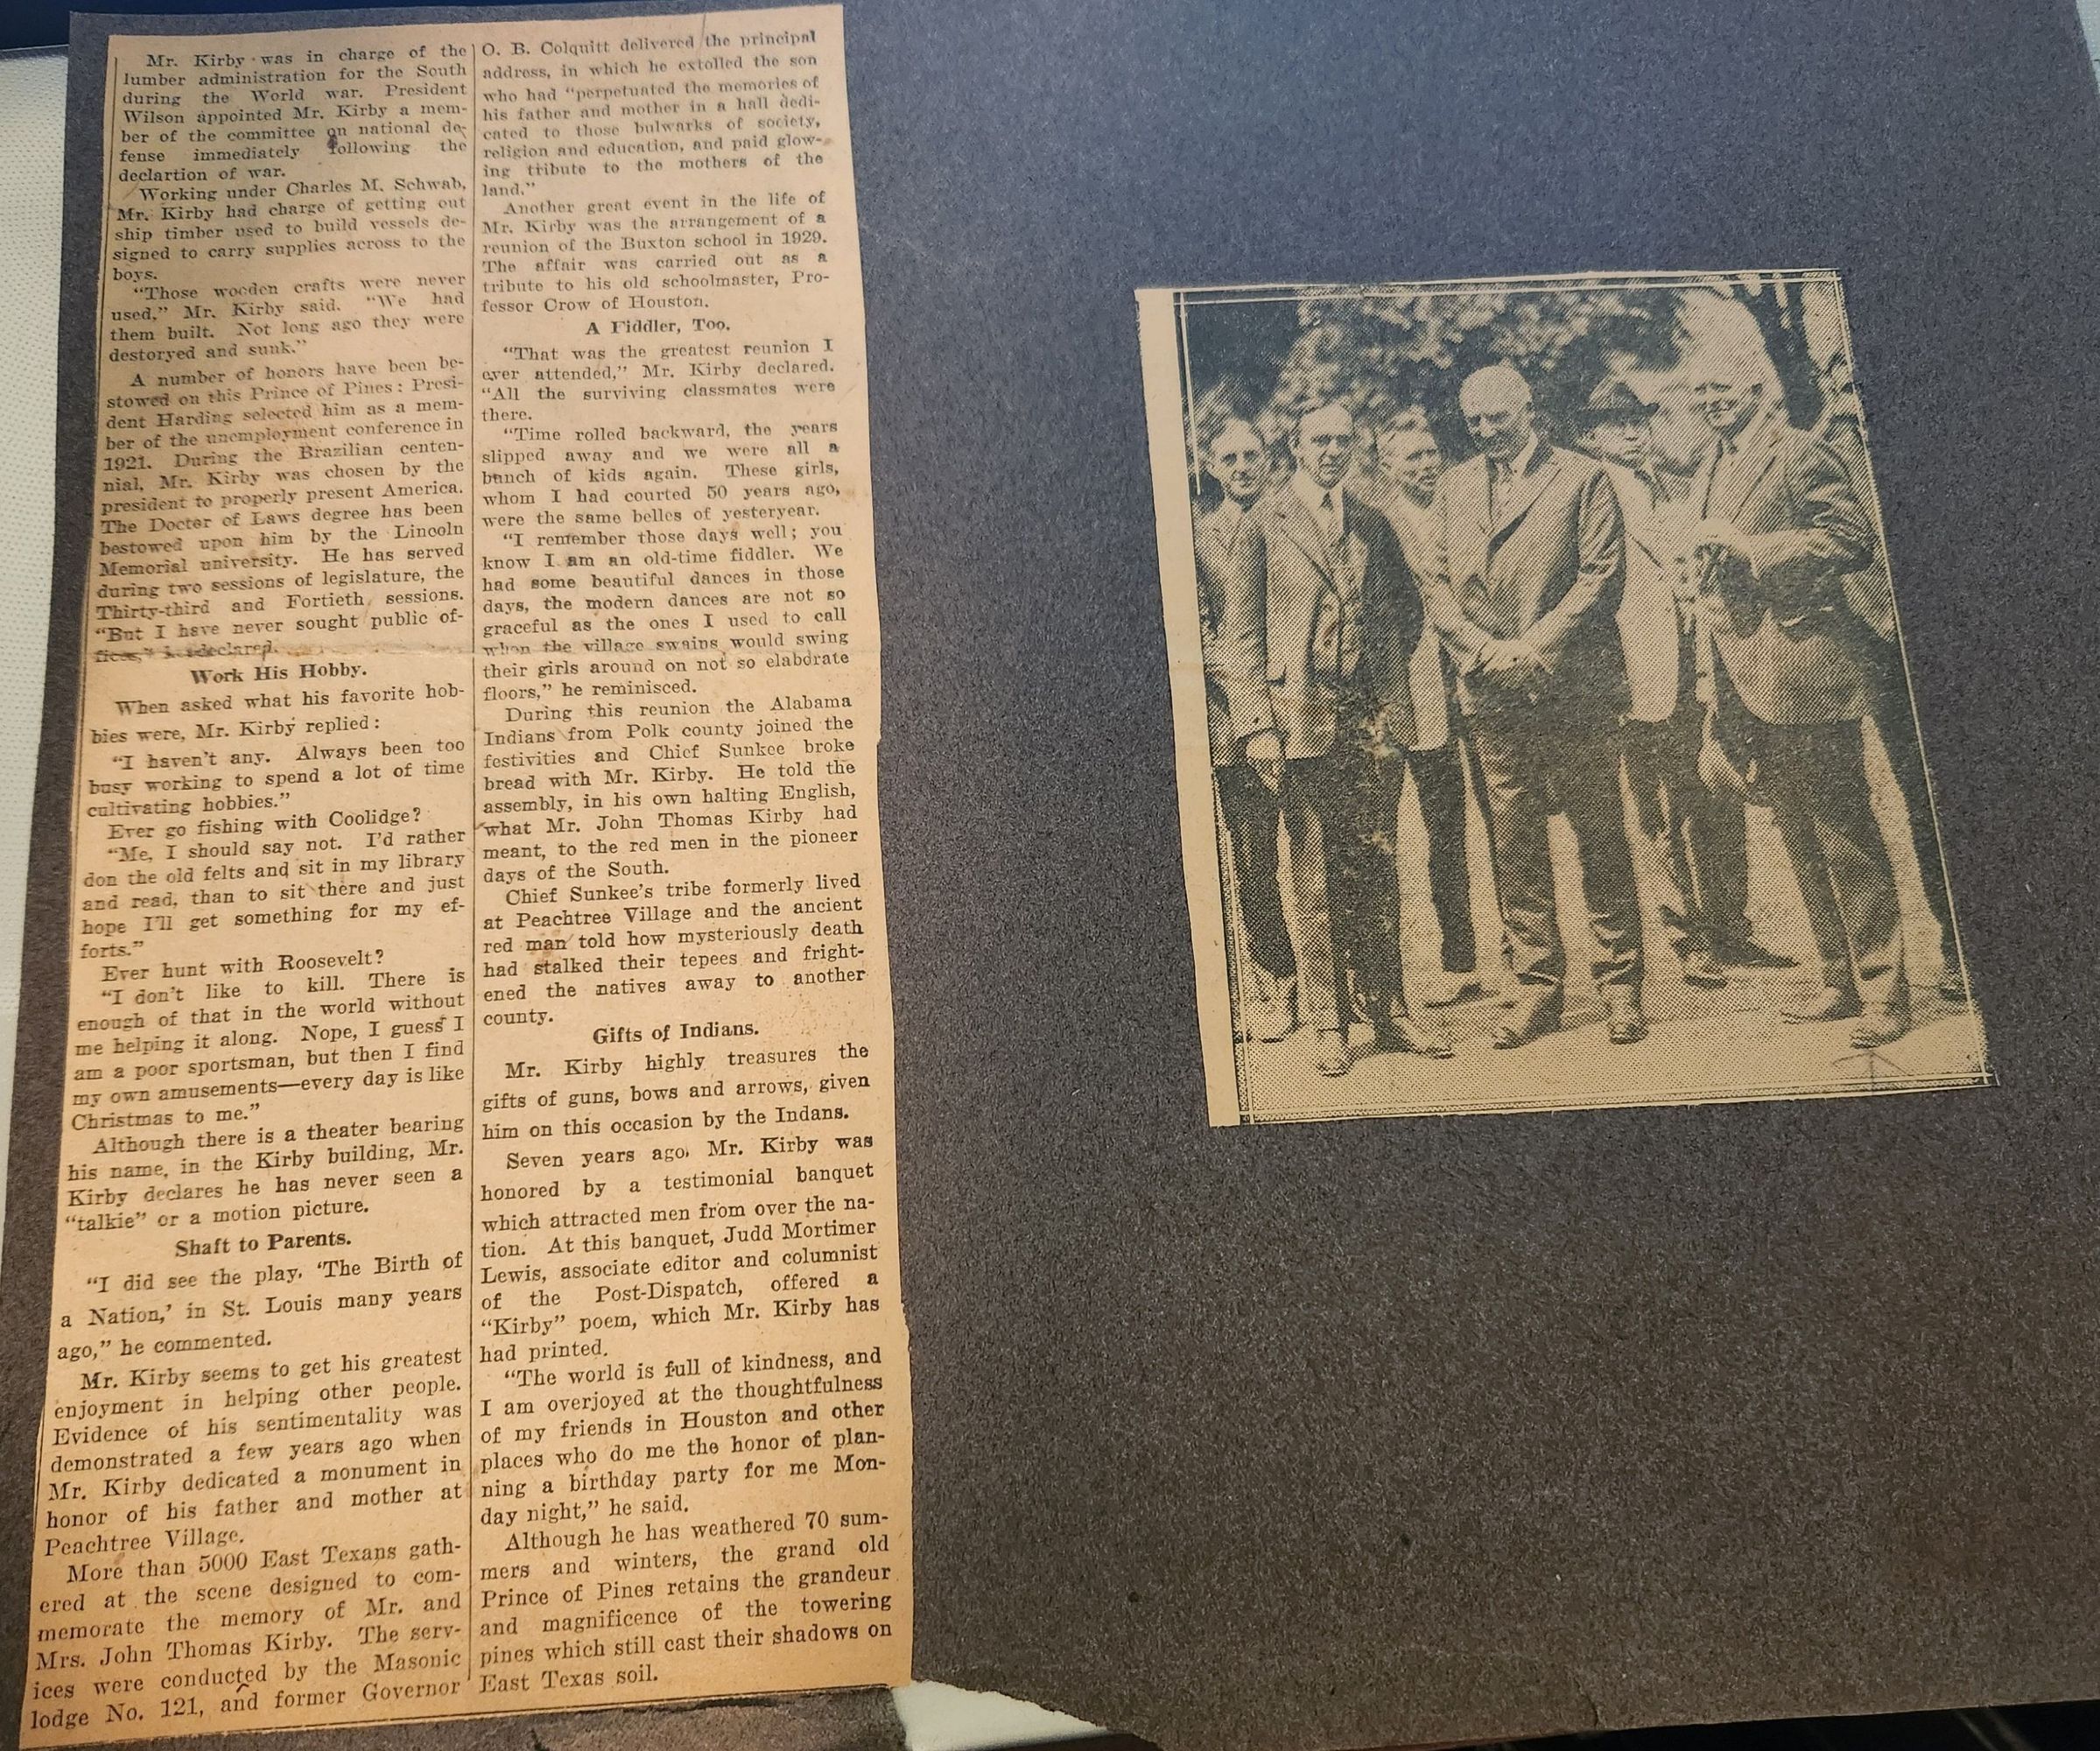 Mr. Kirby was in charge of the
lumber administration for the South
during the World war. President
Wilson appointed Mr. Kirby a mem-
ber of the committee on national de-
fense immediately following the
declartion of war.
Working under Charles M. Schwab,
Mr. Kirby had charge of getting out
ship timber used to build vessels de-
signed to carry supplies across to the
boys.
"Those wooden crafts were never
used," Mr. Kirby said. "We had
them built. Not long ago they were
destoryed and sunk."
A number of honors have been be-
stowed on this Prince of Pines: Presi-
dent Harding selected him as a mem-
ber of the unemployment conference in
1921. During the Brazilian centen-
nial, Mr. Kirby was chosen by the
president to properly present America.
The Doctor of Laws degree has been
bestowed upon him by the Lincoln
Memorial university. He has served
during two sessions of legislature, the
Thirty-third and Fortieth sessions.
"But I have never sought public of-
fices," declared.
Work His Hobby.
When asked what his favorite hob-
bies were, Mr. Kirby replied:
"I haven't any. Always been too
busy working to spend a lot of time
cultivating hobbies."
Ever go fishing with Coolidge?
"Me, I should say not. I'd rather
don the old felts and sit in my library
and read, than to sit there and just
hope I'll get something for my ef-
forts."
Ever hunt with Roosevelt?
"I don't like to kill. There is
enough of that in the world without
me helping it along. Nope, I guess I
am a poor sportsman, but then I find
my own amusements—every day is like
Christmas to me."
Although there is a theater bearing
his name, in the Kirby building, Mr.
Kirby declares he has never seen a
"talkie" or a motion picture.
Shaft to Parents.
"I did see the play, 'The Birth of
a Nation,' in St. Louis many years
ago," he commented.
Mr. Kirby seems to get his greatest
enjoyment in helping other people.
Evidence of his sentimentality was
demonstrated a few years ago when
Mr. Kirby dedicated a monument in
honor of his father and mother at
Peachtree Village.
More than 5000 East Texans gath-
ered at the scene designed to com-
memorate the memory of Mr. and
Mrs. John Thomas Kirby. The serv-
ices were conducted by the Masonic
lodge No. 121, and former Governor
O. B. Colquitt delivered the principal
address, in which he extolled the son
who had "perpetuated the memories of
his father and mother in a hall dedi-
cated to those bulwarks of society,
religion and education, and paid glow-
ing tribute to the mothers of the
land."
Another great event in the life of
Mr. Kirby was the arrangement of a
reunion of the Buxton school in 1929.
The affair was carried out as a
tribute to his old schoolmaster, Pro-
fessor Crow of Houston.
A Fiddler, Too.
"That was the greatest reunion I
ever attended," Mr. Kirby declared.
"All the surviving classmates were
there.
"Time rolled backward, the years
slipped away and we were all a
bunch of kids again. These girls,
whom I had courted 50 years ago,
were the same belles of yesteryear.
"I remember those days well; you
know I am an old-time fiddler. We
had some beautiful dances in those
days, the modern dances are not so
graceful as the ones I used to call
when the village swains would swing
their girls around on not so elaborate
floors," he reminisced.
During this reunion the Alabama
Indians from Polk county joined the
festivities and Chief Sunkee broke
bread with Mr. Kirby. He told the
assembly, in his own halting English,
what Mr. John Thomas Kirby had
meant, to the red men in the pioneer
days of the South.
Chief Sunkee's tribe formerly lived
at Peachtree Village and the ancient
red man told how mysteriously death
had stalked their tepees and fright-
ened the natives away to another
county.
Gifts of Indians.
Mr. Kirby highly treasures the
gifts of guns, bows and arrows, given
him on this occasion by the Indans.
Seven years ago, Mr. Kirby was
honored by a testimonial banquet
which attracted men from over the na-
tion. At this banquet, Judd Mortimer
Lewis, associate editor and columnist
of the Post-Dispatch, offered a
"Kirby" poem, which Mr. Kirby has
had printed.
"The world is full of kindness, and
I am overjoyed at the thoughtfulness
of my friends in Houston and other
places who do me the honor of plan-
ning a birthday party for me Mon-
day night," he said.
Although he has weathered 70 sum-
mers and winters, the grand old
Prince of Pines retains the grandeur
and magnificence of the towering
pines which still cast their shadows on
East Texas soil.